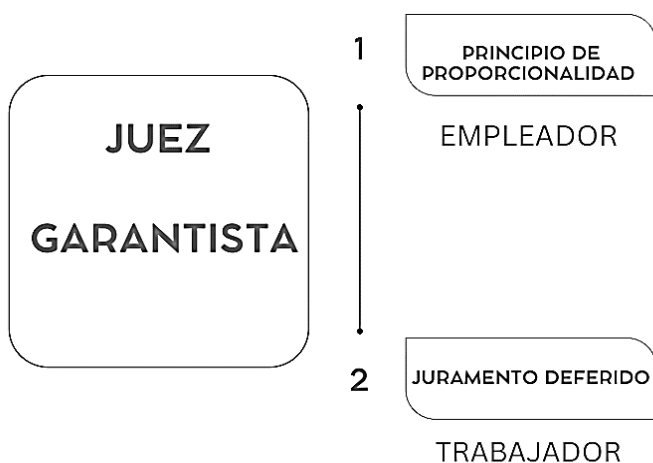 JUEZ
GARANTISTA
1
PRINCIPIO DE
PROPORCIONALIDAD
EMPLEADOR
2
JURAMENTO DEFERIDO
TRABAJADOR